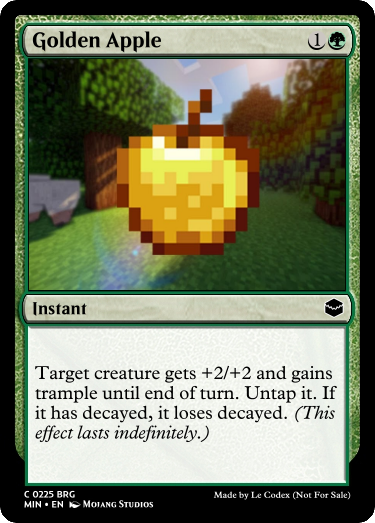 Golden Apple 1
Instant
Target creature gets +2/+2 and gains
trample until end of turn. Untap it. If
it has decayed, it loses decayed. (This
effect lasts indefinitely.)
C 0225 BRG
MIN • EN Mojang Studios
Made by Le Codex (Not For Sale)